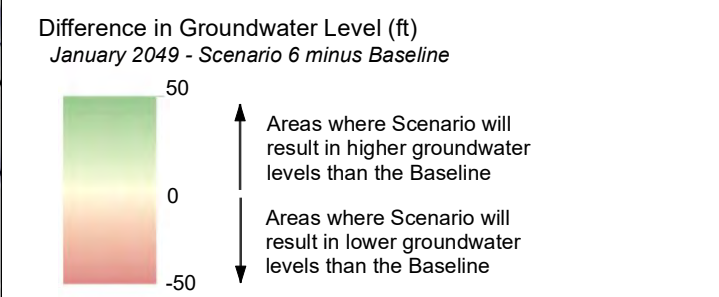 Difference in Groundwater Level (ft)
January 2049 - Scenario 6 minus Baseline
50
Areas where Scenario will
result in higher groundwater
levels than the Baseline
0
Areas where Scenario will
result in lower groundwater
levels than the Baseline
-50